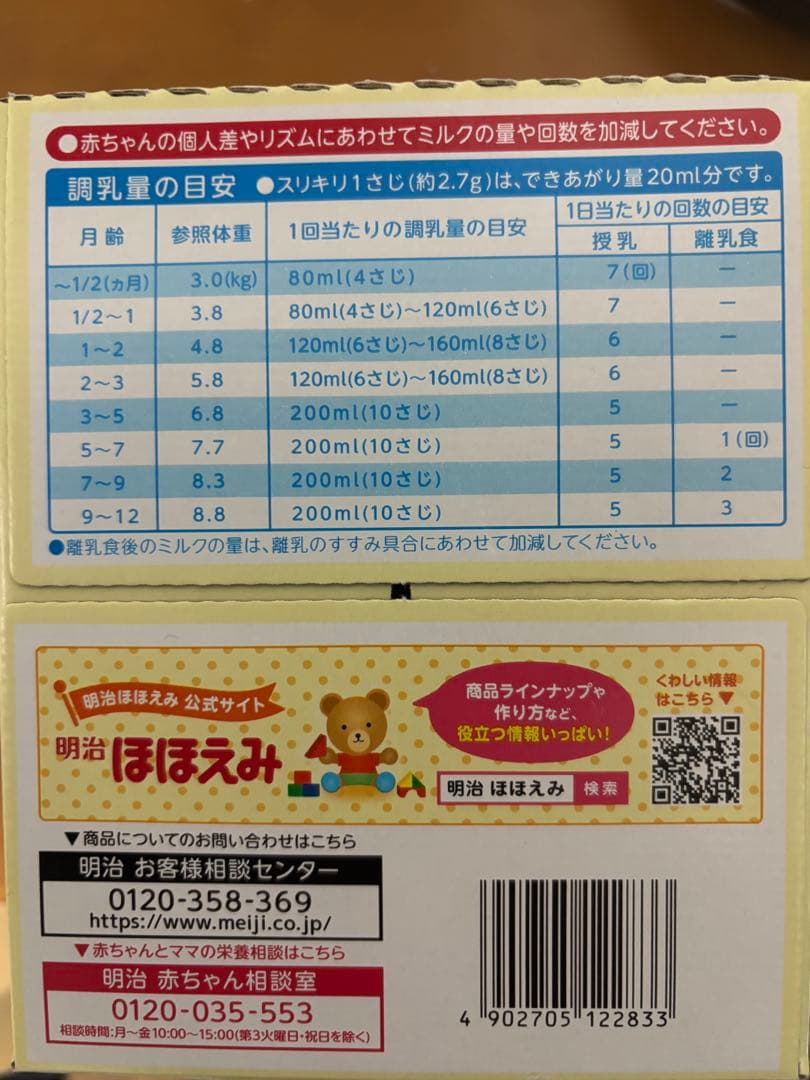 ●赤ちゃんの個人差やリズムにあわせてミルクの量や回数を加減してください。
調乳量の目安 ●スリキリ1さじ(約2.7g)は、できあがり量20ml分です。
月齢 参照体重 1回当たりの調乳量の目安 1日当たりの回数の目安
授乳 離乳食
〜1/2(ヵ月) 3.0(kg) 80ml(4さじ) 7(回) ー
1/2〜1 3.8 80ml(4さじ)〜120ml(6さじ) 7 ー
1〜2 4.8 120ml(6さじ)〜160ml(8さじ) 6 ー
2〜3 5.8 120ml(6さじ)〜160ml(8さじ) 6 ー
3〜5 6.8 200ml(10さじ) 5 ー
5〜7 7.7 200ml(10さじ) 5 1(回)
7〜9 8.3 200ml(10さじ) 5 2
9〜12 8.8 200ml(10さじ) 5 3
●離乳食後のミルクの量は、離乳のすすみ具合にあわせて加減してください。
明治ほほえみ 公式サイト
明治 ほほえみ
商品ラインナップや
作り方など、
役立つ情報いっぱい!
明治 ほほえみ 検索
くわしい情報
はこちら▼
▼商品についてのお問い合わせはこちら
明治 お客様相談センター
0120-358-369
https://www.meiji.co.jp/
▼赤ちゃんとママの栄養相談はこちら
明治 赤ちゃん相談室
0120-035-553
相談時間:月〜金10:00〜15:00(第3火曜日・祝日を除く)
4 902705 122833